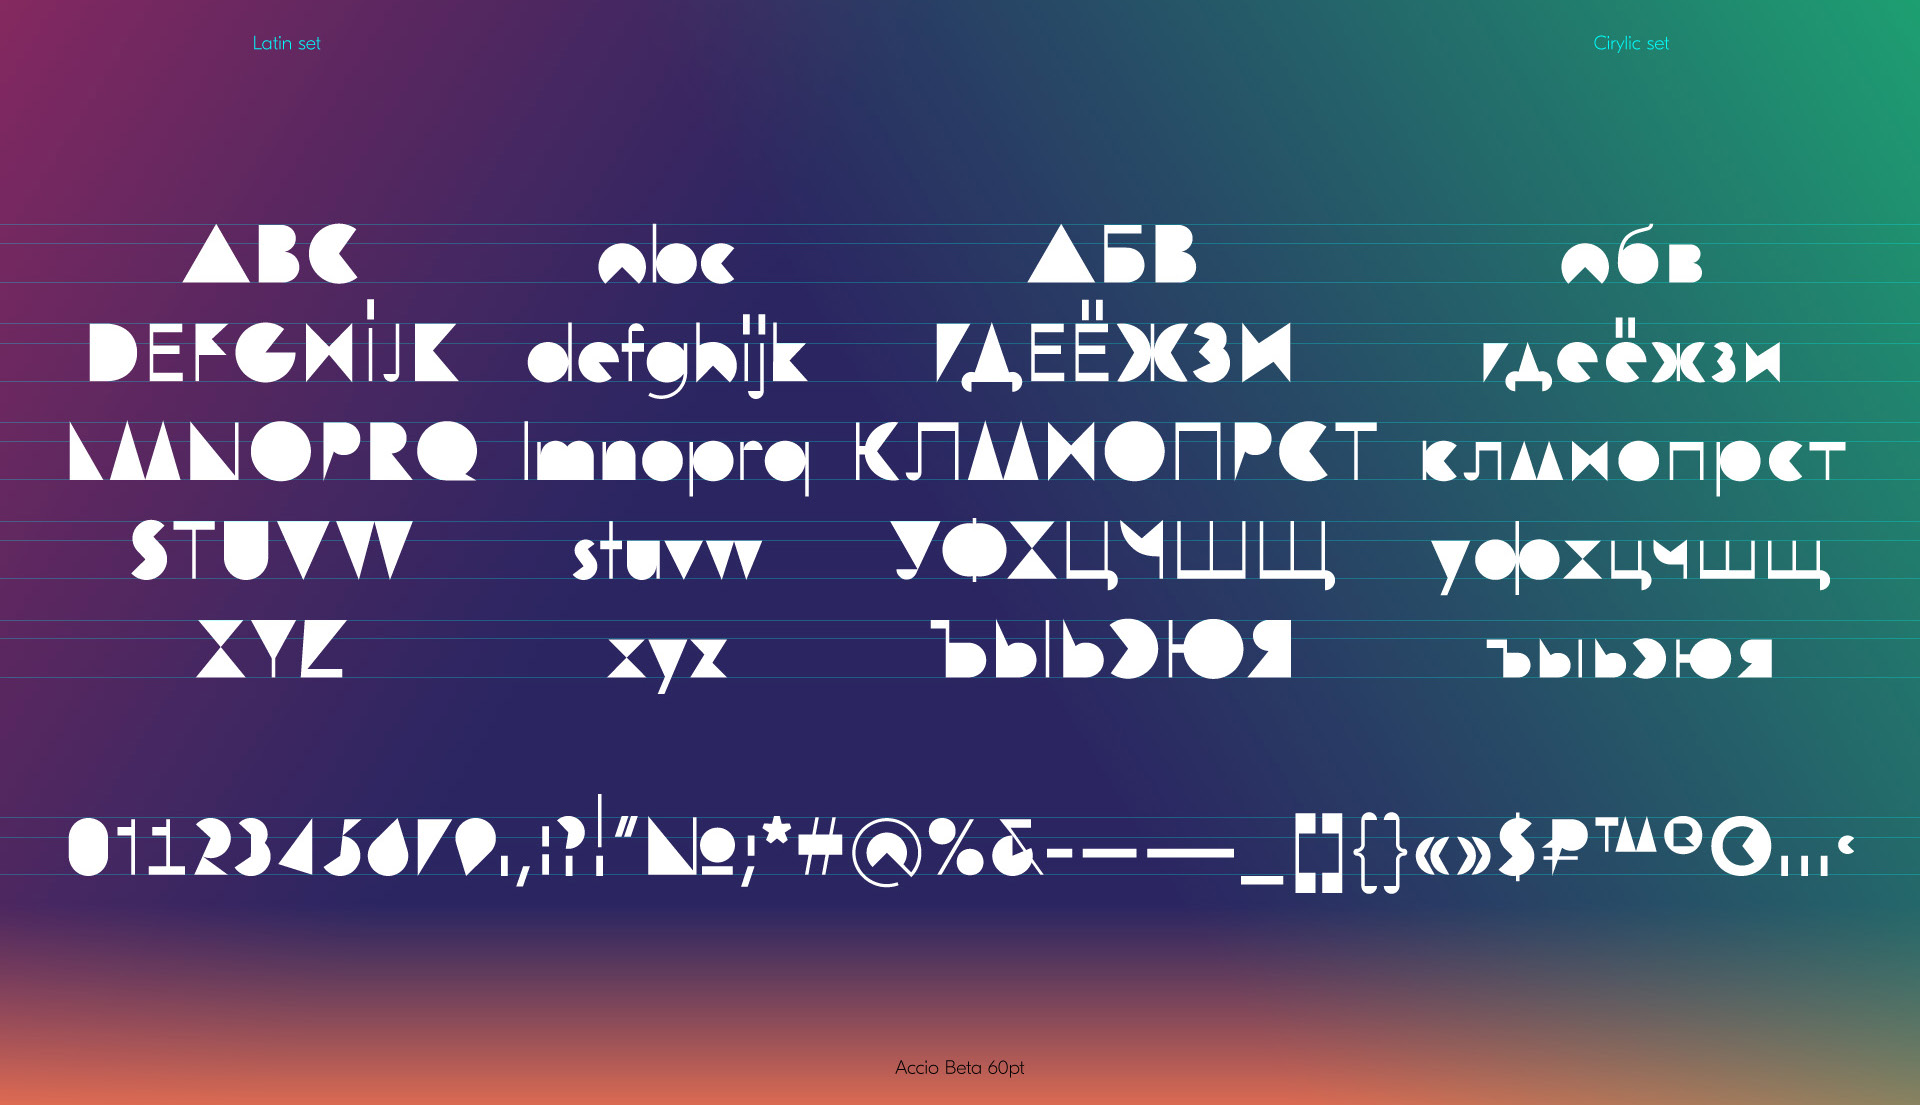 Latin set Cirylic set
ABC abc АБВ абв
DEFGHIJK defghijk ГДЕЁЖЗИ гдеёжзи
LMNOPRQ lmnoprq КЛМНОПРСТ клмнопрст
STUVW stuvw УФХЦЧШЩ уфхцчшщ
XYZ xyz ЪЫЬЭЮЯ ъыьэюя
0112345679.,:?!"№;*#@%&-–—_[]{}«»$₽™®©...c
Accio Beta 60pt